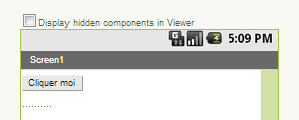 Display hidden components in Viewer
5:09 PM
Screen1
Cliquer moi
..........